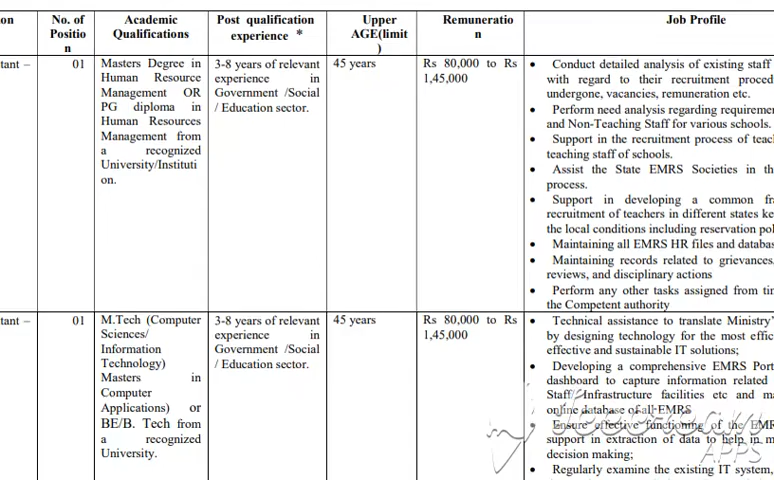 ion
No. of Positio n
Academic Qualifications
Post qualification experience *
Upper AGE(limit )
Remuneratio n
Job Profile
tant –
01
Masters Degree in
Human Resource
Management OR
PG diploma in
Human Resources
Management from
a recognized
University/Instituti
on.
3-8 years of relevant
experience in
Government /Social
/ Education sector.
45 years
Rs 80,000 to Rs
1,45,000
• Conduct detailed analysis of existing staff
with regard to their recruitment proced
undergone, vacancies, remuneration etc.
• Perform need analysis regarding requiremen
and Non-Teaching Staff for various schools.
• Support in the recruitment process of teac
teaching staff of schools.
• Assist the State EMRS Societies in th
process.
• Support in developing a common fra
recruitment of teachers in different states ke
the local conditions including reservation pol
• Maintaining all EMRS HR files and databas
• Maintaining records related to grievances,
reviews, and disciplinary actions
• Perform any other tasks assigned from tin
the Competent authority
tant –
01
M.Tech (Computer
Sciences/
Information
Technology)
Masters in
Computer
Applications) or
BE/B. Tech from
a recognized
University.
3-8 years of relevant
experience in
Government /Social
/ Education sector.
45 years
Rs 80,000 to Rs
1,45,000
• Technical assistance to translate Ministry'
by designing technology for the most effic
effective and sustainable IT solutions;
• Developing a comprehensive EMRS Port
dashboard to capture information related
Staff/ Infrastructure facilities etc and ma
online database of all EMRS
• Ensure effective functioning of the EMR
support in extraction of data to help in m
decision making;
• Regularly examine the existing IT system,
APPS